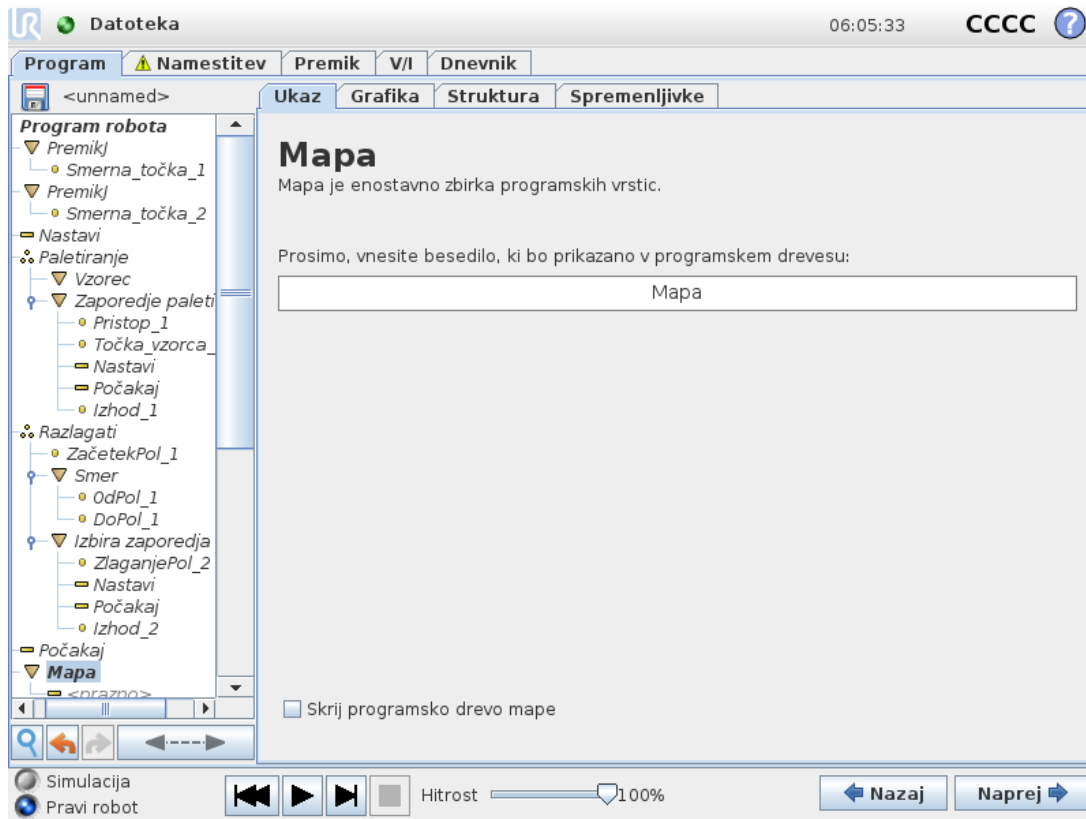 UR Datoteka 06:05:33 CCCC ?
Program Namestitev Premik V/I Dnevnik
<unnamed> Ukaz Grafika Struktura Spremenljivke
Program robota
PremikJ
Smerna_točka_1
PremikJ
Smerna_točka_2
Nastavi
Paletiranje
Vzorec
Zaporedje paleti
Pristop_1
Točka_vzorca_
Nastavi
Počakaj
Izhod_1
Razlagati
ZačetekPol_1
Smer
OdPol_1
DoPol_1
Izbira zaporedja
ZlaganjePol_2
Nastavi
Počakaj
Izhod_2
Počakaj
Mapa
<prazno>
Mapa
Mapa je enostavno zbirka programskih vrstic.
Prosimo, vnesite besedilo, ki bo prikazano v programskem drevesu:
Mapa
Skrij programsko drevo mape
Simulacija
Pravi robot
Hitrost 100%
Nazaj Naprej